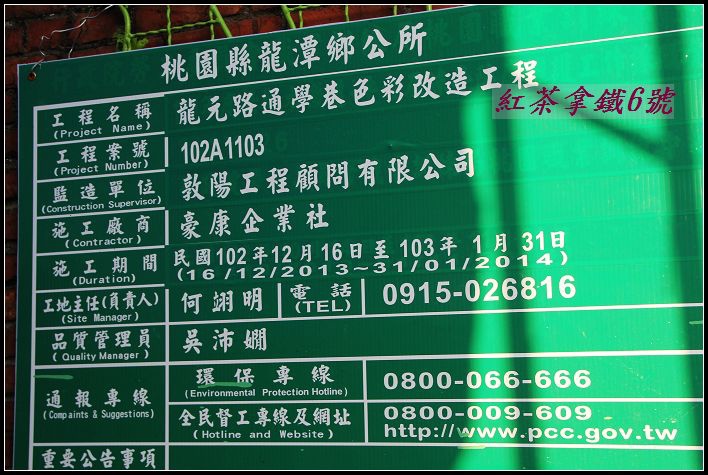 桃園縣龍潭鄉公所
工程名稱 龍元路通學巷色彩改造工程
(Project Name)
紅茶拿鐵6號
工程案號 102A1103
(Project Number)
監造單位 敦陽工程顧問有限公司
(Construction Supervisor)
施工廠商 豪康企業社
(Contractor)
施工期間 民國102年12月16日至103年 1月31日
(Duration) (16/12/2013~31/01/2014)
工地主任(負責人) 何翊明 電話 0915-026816
(Site Manager) (TEL)
品質管理員 吳沛嫺
(Quality Manager)
通報專線 環保專線 0800-066-666
(Compaints & Suggestions) (Environmental Protection Hotline)
全民督工專線及網址 0800-009-609
(Hotline and Website) http://www.pcc.gov.tw/
重要公告事項